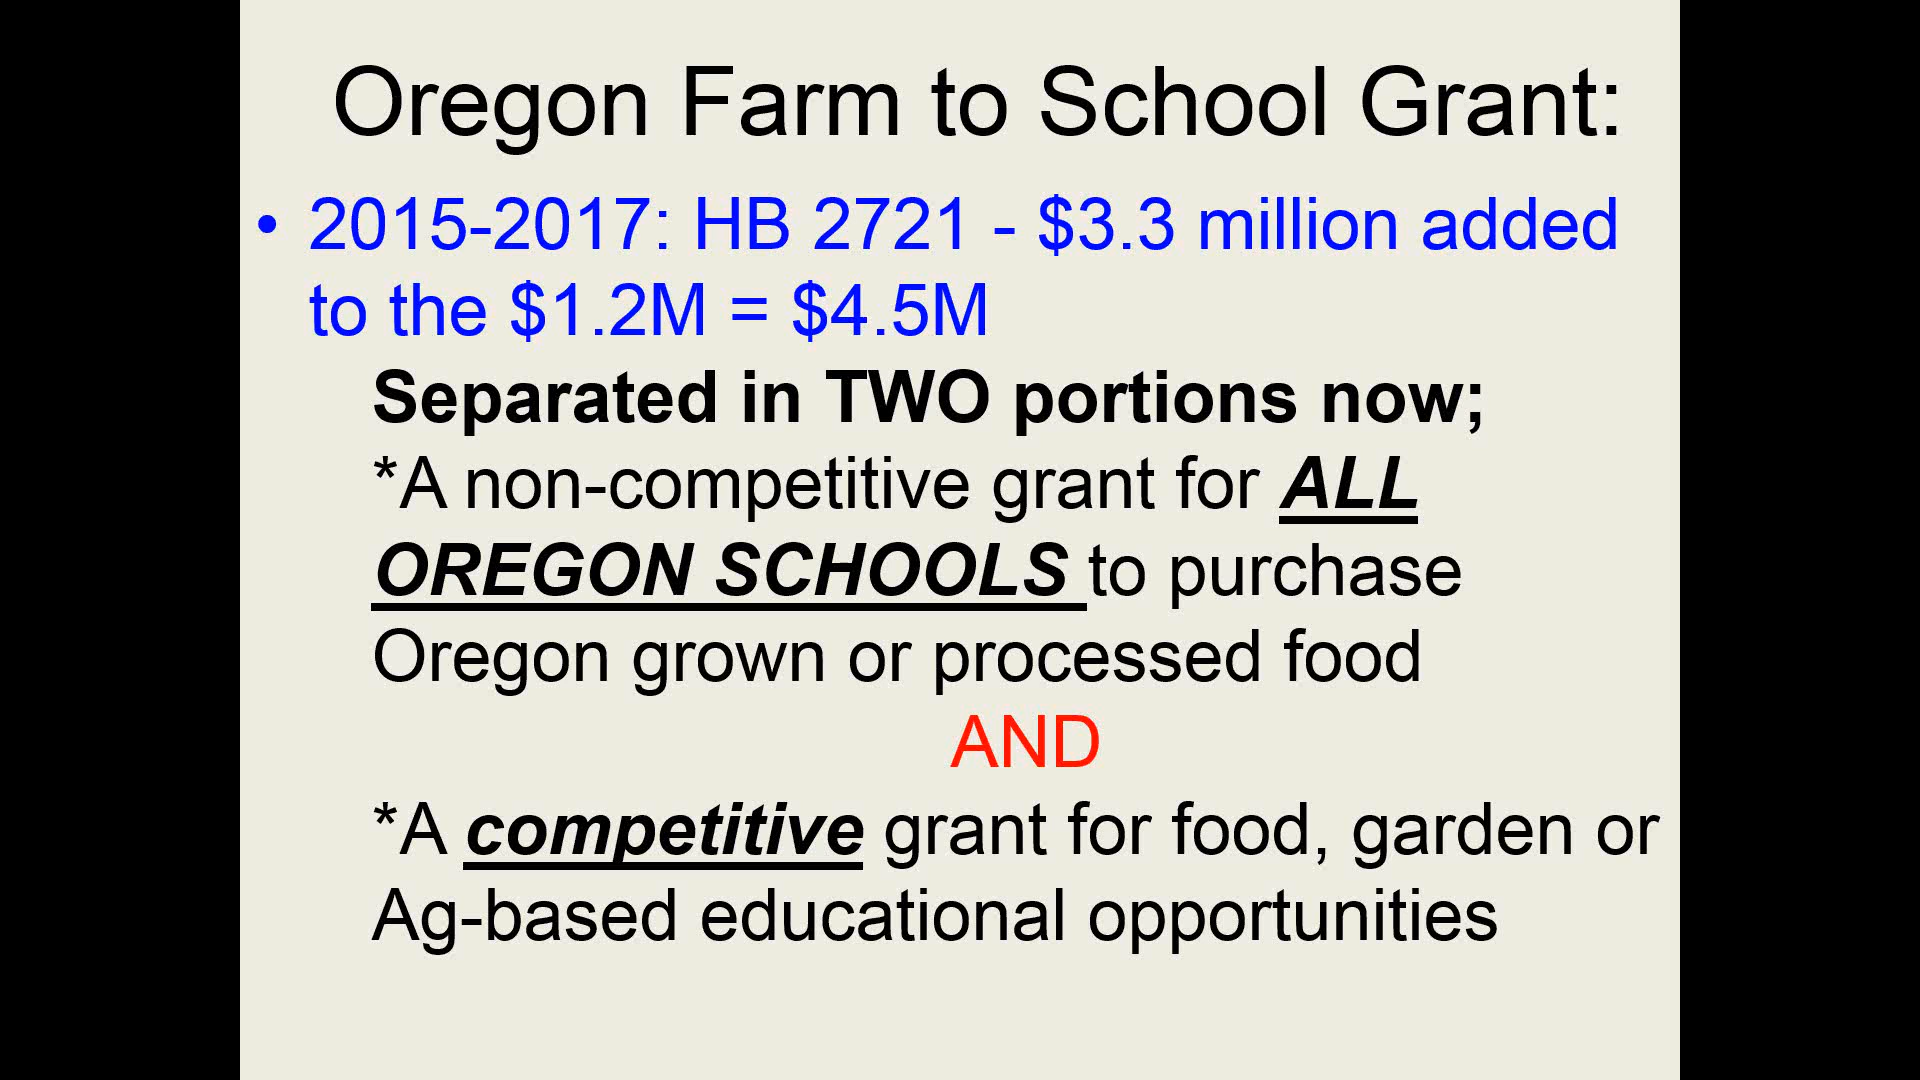 Oregon Farm to School Grant:
• 2015-2017: HB 2721 - $3.3 million added
to the $1.2M = $4.5M
Separated in TWO portions now;
*A non-competitive grant for ALL
OREGON SCHOOLS to purchase
Oregon grown or processed food
AND
*A competitive grant for food, garden or
Ag-based educational opportunities